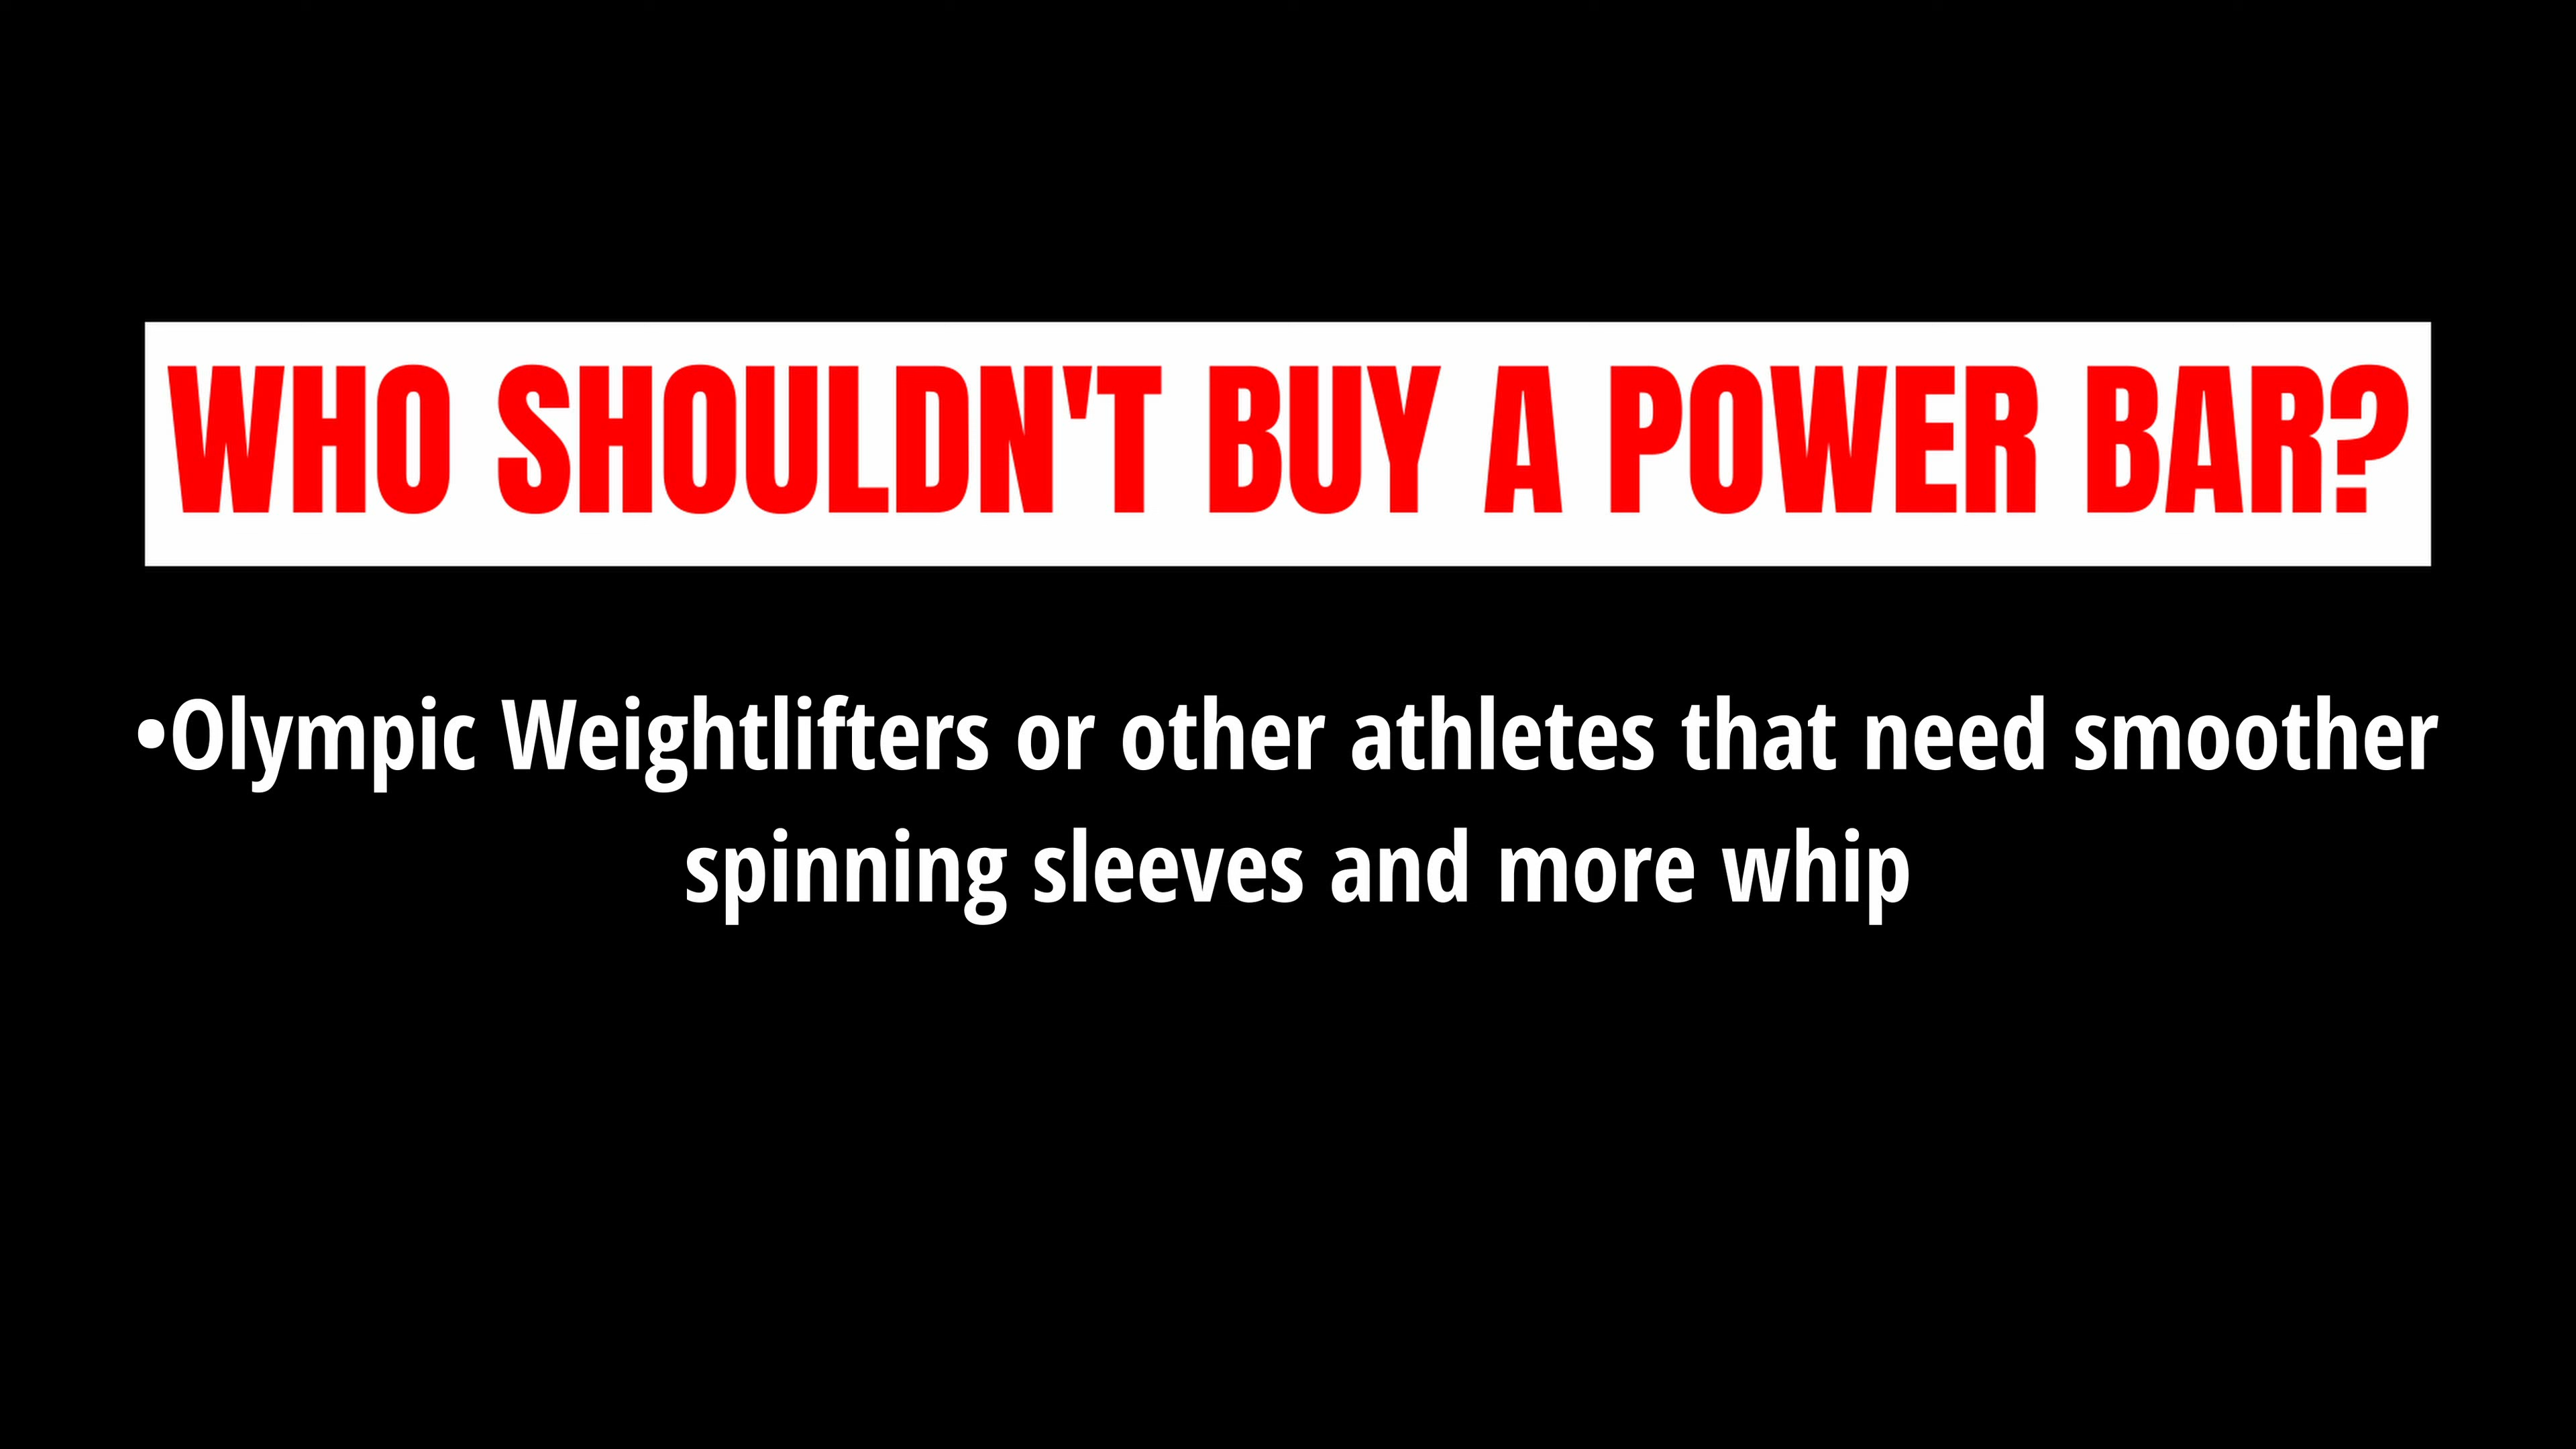 WHO SHOULDN'T BUY A POWER BAR?
•Olympic Weightlifters or other athletes that need smoother
spinning sleeves and more whip